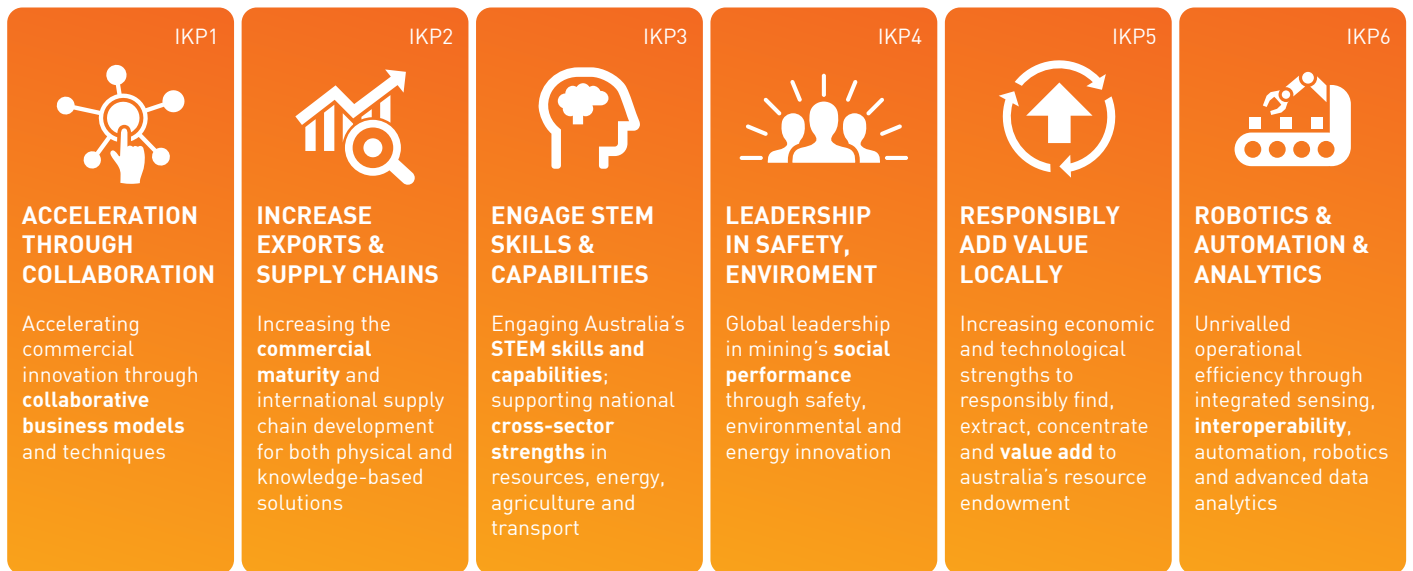 IKP1
ACCELERATION
THROUGH
COLLABORATION
Accelerating
commercial
innovation through
collaborative
business models
and techniques
IKP2
INCREASE
EXPORTS &
SUPPLY CHAINS
Increasing the
commercial
maturity and
international supply
chain development
for both physical and
knowledge-based
solutions
IKP3
ENGAGE STEM
SKILLS &
CAPABILITIES
Engaging Australia's
STEM skills and
capabilities;
supporting national
cross-sector
strengths in
resources, energy,
agriculture and
transport
IKP4
LEADERSHIP
IN SAFETY,
ENVIROMENT
Global leadership
in mining's social
performance
through safety,
environmental and
energy innovation
IKP5
RESPONSIBLY
ADD VALUE
LOCALLY
Increasing economic
and technological
strengths to
responsibly find,
extract, concentrate
and value add to
australia's resource
endowment
IKP6
ROBOTICS &
AUTOMATION &
ANALYTICS
Unrivalled
operational
efficiency through
integrated sensing,
interoperability,
automation, robotics
and advanced data
analytics